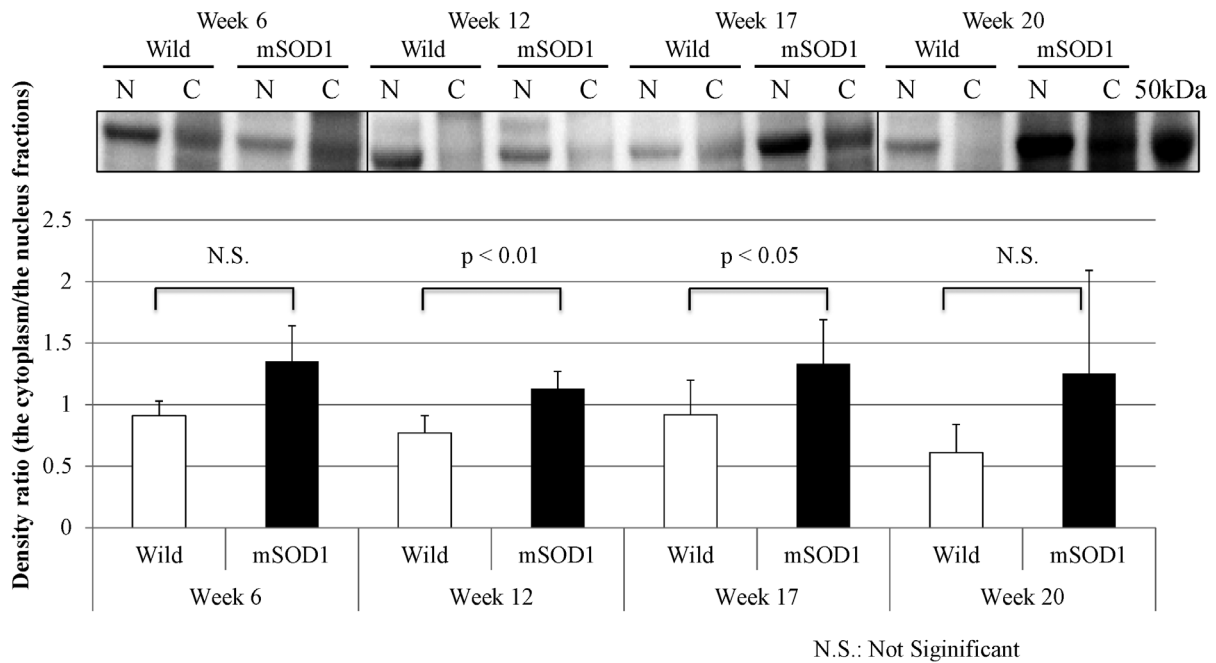 Week 6 Week 12 Week 17 Week 20
Wild mSOD1 Wild mSOD1 Wild mSOD1 Wild mSOD1
N C N C N C N C N C N C N C N C 50kDa
Density ratio (the cytoplasm/the nucleus fractions)
2.5
N.S. p < 0.01 p < 0.05 N.S.
2
1.5
1
0.5
0
Wild mSOD1 Wild mSOD1 Wild mSOD1 Wild mSOD1
Week 6 Week 12 Week 17 Week 20
N.S.: Not Siginificant